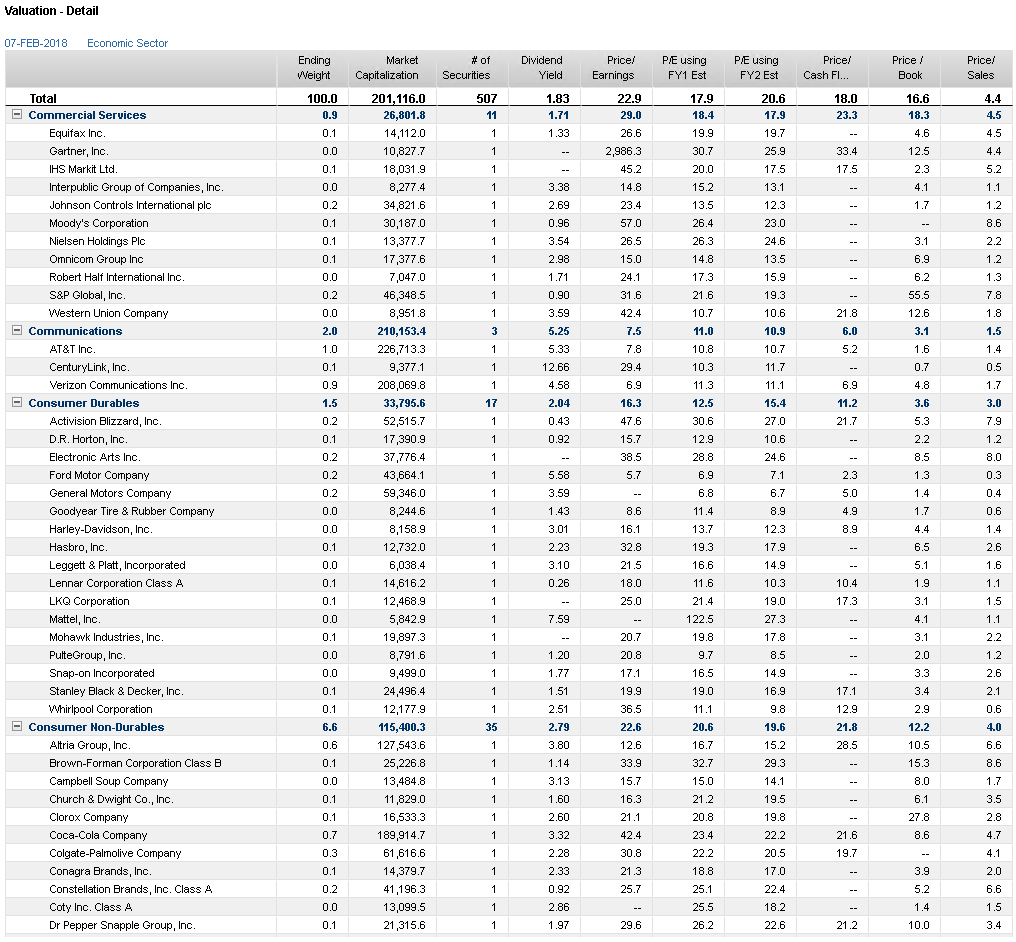 Valuation - Detail
07-FEB-2018 Economic Sector
Ending Market # of Dividend Price/ P/E using P/E using Price/ Price / Price/
Weight Capitalization Securities Yield Earnings FY1 Est FY2 Est Cash Fl... Book Sales
Total 100.0 201,116.0 507 1.83 22.9 17.9 20.6 18.0 16.6 4.4
Commercial Services 0.9 26,801.8 11 1.71 29.0 18.4 17.9 23.3 18.3 4.5
Equifax Inc. 0.1 14,112.0 1 1.33 26.6 19.9 19.7 -- 4.6 4.5
Gartner, Inc. 0.0 10,827.7 1 -- 2,986.3 30.7 25.9 33.4 12.5 4.4
IHS Markit Ltd. 0.1 18,031.9 1 -- 45.2 20.0 17.5 17.5 2.3 5.2
Interpublic Group of Companies, Inc. 0.0 8,277.4 1 3.38 14.8 15.2 13.1 -- 4.1 1.1
Johnson Controls International plc 0.2 34,821.6 1 2.69 23.4 13.5 12.3 -- 1.7 1.2
Moody's Corporation 0.1 30,187.0 1 0.96 57.0 26.4 23.0 -- -- 8.6
Nielsen Holdings Plc 0.1 13,377.7 1 3.54 26.5 26.3 24.6 -- 3.1 2.2
Omnicom Group Inc 0.1 17,377.6 1 2.98 15.0 14.8 13.5 -- 6.9 1.2
Robert Half International Inc. 0.0 7,047.0 1 1.71 24.1 17.3 15.9 -- 6.2 1.3
S&P Global, Inc. 0.2 46,348.5 1 0.90 31.6 21.6 19.3 -- 55.5 7.8
Western Union Company 0.0 8,951.8 1 3.59 42.4 10.7 10.6 21.8 12.6 1.8
Communications 2.0 210,153.4 3 5.25 7.5 11.0 10.9 6.0 3.1 1.5
AT&T Inc. 1.0 226,713.3 1 5.33 7.8 10.8 10.7 5.2 1.6 1.4
CenturyLink, Inc. 0.1 9,377.1 1 12.66 29.4 10.3 11.7 -- 0.7 0.5
Verizon Communications Inc. 0.9 208,069.8 1 4.58 6.9 11.3 11.1 6.9 4.8 1.7
Consumer Durables 1.5 33,795.6 17 2.04 16.3 12.5 15.4 11.2 3.6 3.0
Activision Blizzard, Inc. 0.2 52,515.7 1 0.43 47.6 30.6 27.0 21.7 5.3 7.9
D.R. Horton, Inc. 0.1 17,390.9 1 0.92 15.7 12.9 10.6 -- 2.2 1.2
Electronic Arts Inc. 0.2 37,776.4 1 -- 38.5 28.8 24.6 -- 8.5 8.0
Ford Motor Company 0.2 43,664.1 1 5.58 5.7 6.9 7.1 2.3 1.3 0.3
General Motors Company 0.2 59,346.0 1 3.59 -- 6.8 6.7 5.0 1.4 0.4
Goodyear Tire & Rubber Company 0.0 8,244.6 1 1.43 8.6 11.4 8.9 4.9 1.7 0.6
Harley-Davidson, Inc. 0.0 8,158.9 1 3.01 16.1 13.7 12.3 8.9 4.4 1.4
Hasbro, Inc. 0.1 12,732.0 1 2.23 32.8 19.3 17.9 -- 6.5 2.6
Leggett & Platt, Incorporated 0.0 6,038.4 1 3.10 21.5 16.6 14.9 -- 5.1 1.6
Lennar Corporation Class A 0.1 14,616.2 1 0.26 18.0 11.6 10.3 10.4 1.9 1.1
LKQ Corporation 0.1 12,468.9 1 -- 25.0 21.4 19.0 17.3 3.1 1.5
Mattel, Inc. 0.0 5,842.9 1 7.59 -- 122.5 27.3 -- 4.1 1.1
Mohawk Industries, Inc. 0.1 19,897.3 1 -- 20.7 19.8 17.8 -- 3.1 2.2
PulteGroup, Inc. 0.0 8,791.6 1 1.20 20.8 9.7 8.5 -- 2.0 1.2
Snap-on Incorporated 0.0 9,499.0 1 1.77 17.1 16.5 14.9 -- 3.3 2.6
Stanley Black & Decker, Inc. 0.1 24,496.4 1 1.51 19.9 19.0 16.9 17.1 3.4 2.1
Whirlpool Corporation 0.1 12,177.9 1 2.51 36.5 11.1 9.8 12.9 2.9 0.6
Consumer Non-Durables 6.6 115,400.3 35 2.79 22.6 20.6 19.6 21.8 12.2 4.0
Altria Group, Inc. 0.6 127,543.6 1 3.80 12.6 16.7 15.2 28.5 10.5 6.6
Brown-Forman Corporation Class B 0.1 25,226.8 1 1.14 33.9 32.7 29.3 -- 15.3 8.6
Campbell Soup Company 0.0 13,484.8 1 3.13 15.7 15.0 14.1 -- 8.0 1.7
Church & Dwight Co., Inc. 0.1 11,829.0 1 1.60 16.3 21.2 19.5 -- 6.1 3.5
Clorox Company 0.1 16,533.3 1 2.60 21.1 20.8 19.8 -- 27.8 2.8
Coca-Cola Company 0.7 189,914.7 1 3.32 42.4 23.4 22.2 21.6 8.6 4.7
Colgate-Palmolive Company 0.3 61,616.6 1 2.28 30.8 22.2 20.5 19.7 -- 4.1
Conagra Brands, Inc. 0.1 14,379.7 1 2.33 21.3 18.8 17.0 -- 3.9 2.0
Constellation Brands, Inc. Class A 0.2 41,196.3 1 0.92 25.7 25.1 22.4 -- 5.2 6.6
Coty Inc. Class A 0.0 13,099.5 1 2.86 -- 25.5 18.2 -- 1.4 1.5
Dr Pepper Snapple Group, Inc. 0.1 21,315.6 1 1.97 29.6 26.2 22.6 21.2 10.0 3.4